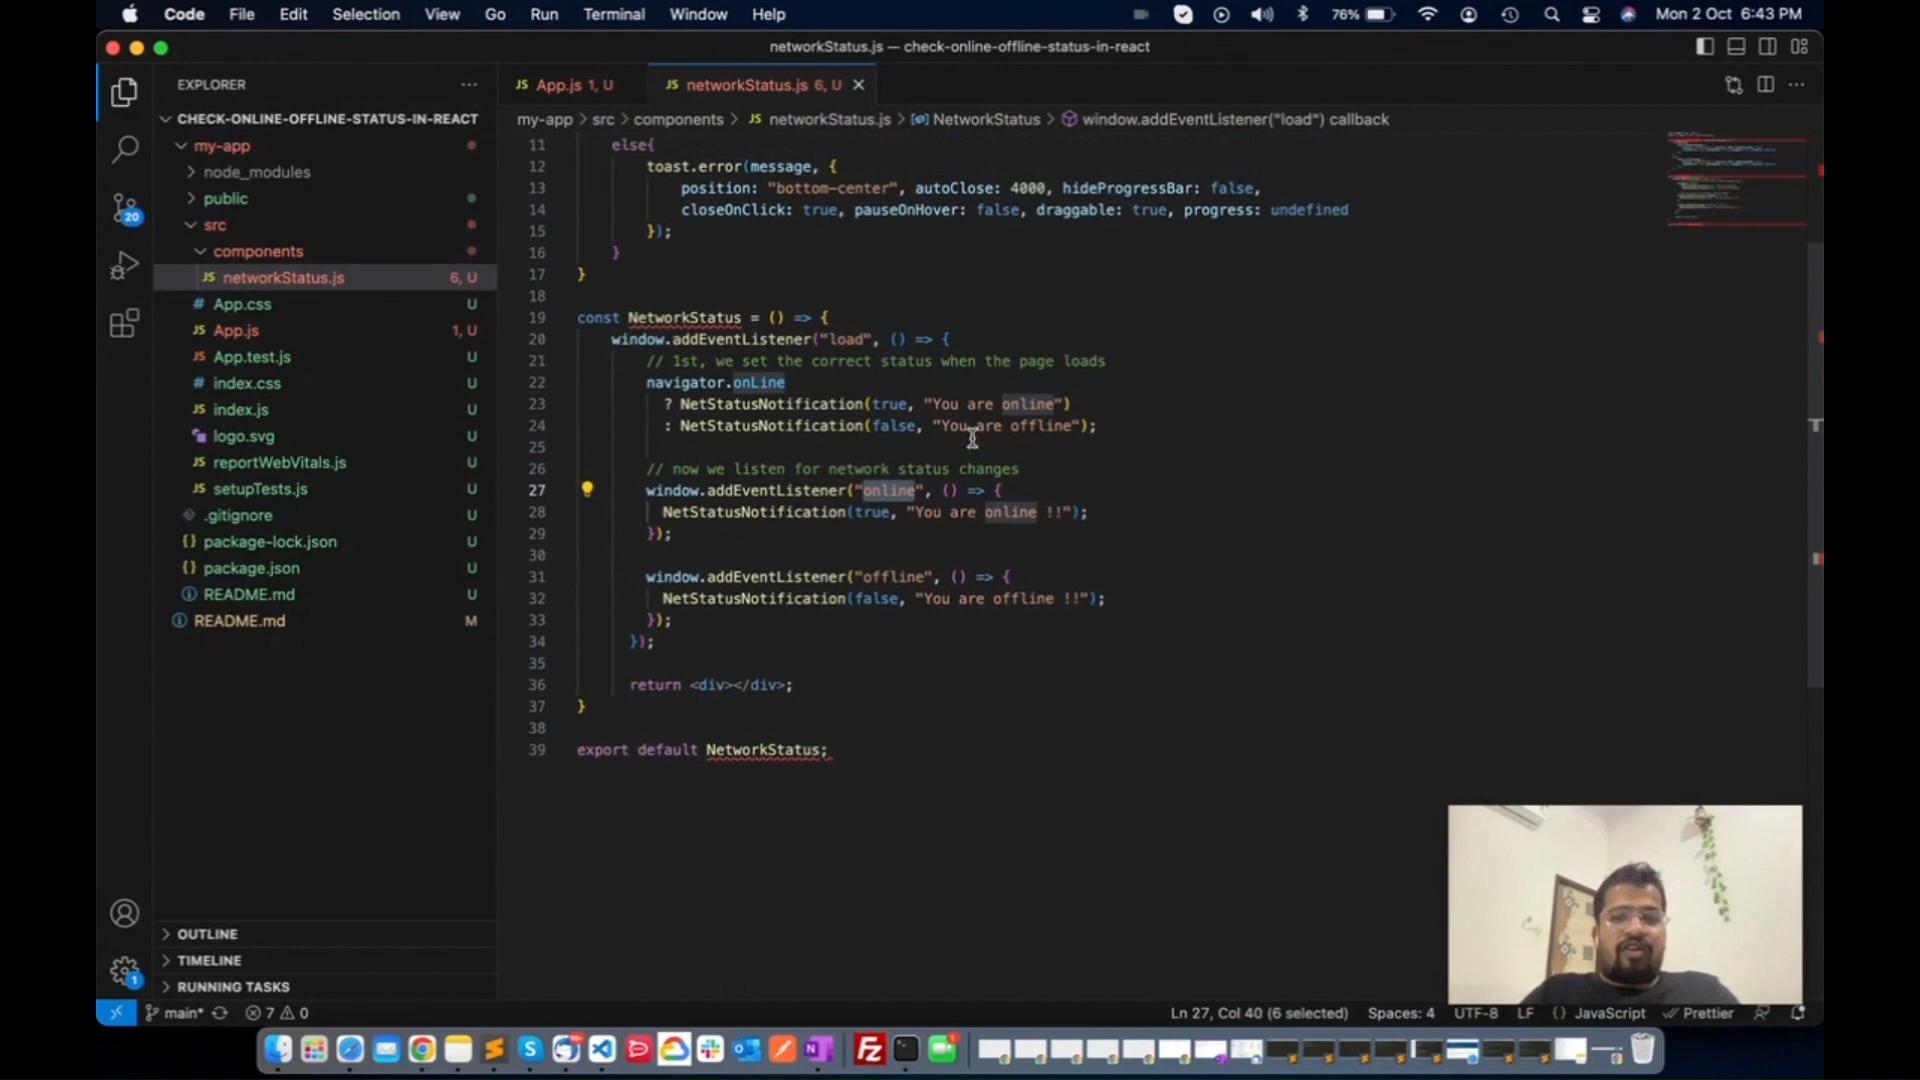 Code File Edit Selection View Go Run Terminal Window Help 76% Mon 2 Oct 6:43 PM
networkStatus.js — check-online-offline-status-in-react
EXPLORER
JS App.js 1, U
JS networkStatus.js 6, U
my-app > src > components > JS networkStatus.js > NetworkStatus > window.addEventListener("load") callback
CHECK-ONLINE-OFFLINE-STATUS-IN-REACT
my-app
node_modules
public
src
components
JS networkStatus.js 6, U
# App.css U
JS App.js 1, U
JS App.test.js U
# index.css U
JS index.js U
logo.svg U
JS reportWebVitals.js U
JS setupTests.js U
.gitignore U
{} package-lock.json U
{} package.json U
README.md U
README.md M
20
1
OUTLINE
TIMELINE
RUNNING TASKS
11 else{
12 toast.error(message, {
13 position: "bottom-center", autoClose: 4000, hideProgressBar: false,
14 closeOnClick: true, pauseOnHover: false, draggable: true, progress: undefined
15 });
16 }
17 }
18
19 const NetworkStatus = () => {
20 window.addEventListener("load", () => {
21 // 1st, we set the correct status when the page loads
22 navigator.onLine
23 ? NetStatusNotification(true, "You are online")
24 : NetStatusNotification(false, "You are offline");
25
26 // now we listen for network status changes
27 window.addEventListener("online", () => {
28 NetStatusNotification(true, "You are online !!");
29 });
30
31 window.addEventListener("offline", () => {
32 NetStatusNotification(false, "You are offline !!");
33 });
34 });
35
36 return <div></div>;
37 }
38
39 export default NetworkStatus;
main* 7 0 Ln 27, Col 40 (6 selected) Spaces: 4 UTF-8 LF {} JavaScript Prettier